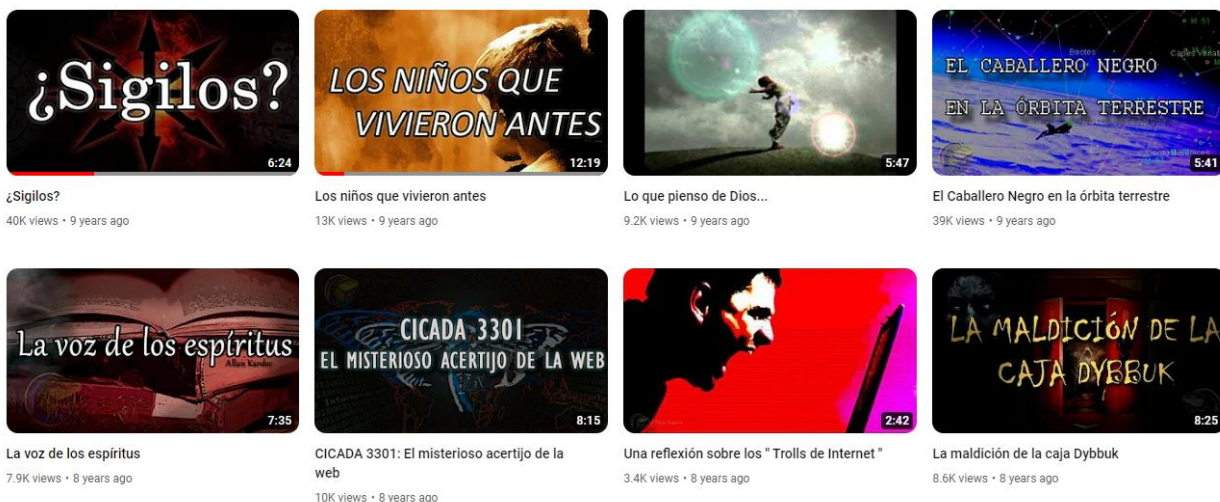 ¿Sigilos?
6:24
LOS NIÑOS QUE
VIVIERON ANTES
12:19
5:47
Bootes
M 51
EL CABALLERO NEGRO
EN LA ÓRBITA TERRESTRE
5:41
¿Sigilos?
40K views • 9 years ago
Los niños que vivieron antes
13K views • 9 years ago
Lo que pienso de Dios...
9.2K views • 9 years ago
El Caballero Negro en la órbita terrestre
39K views • 9 years ago
La voz de los espíritus
Allan Kardec
7:35
CICADA 3301
EL MISTERIOSO ACERTIJO DE LA WEB
8:15
2:42
LA MALDICIÓN DE LA
CAJA DYBBUK
8:25
La voz de los espíritus
7.9K views • 8 years ago
CICADA 3301: El misterioso acertijo de la
web
10K views • 8 years ago
Una reflexión sobre los " Trolls de Internet "
3.4K views • 8 years ago
La maldición de la caja Dybbuk
8.6K views • 8 years ago